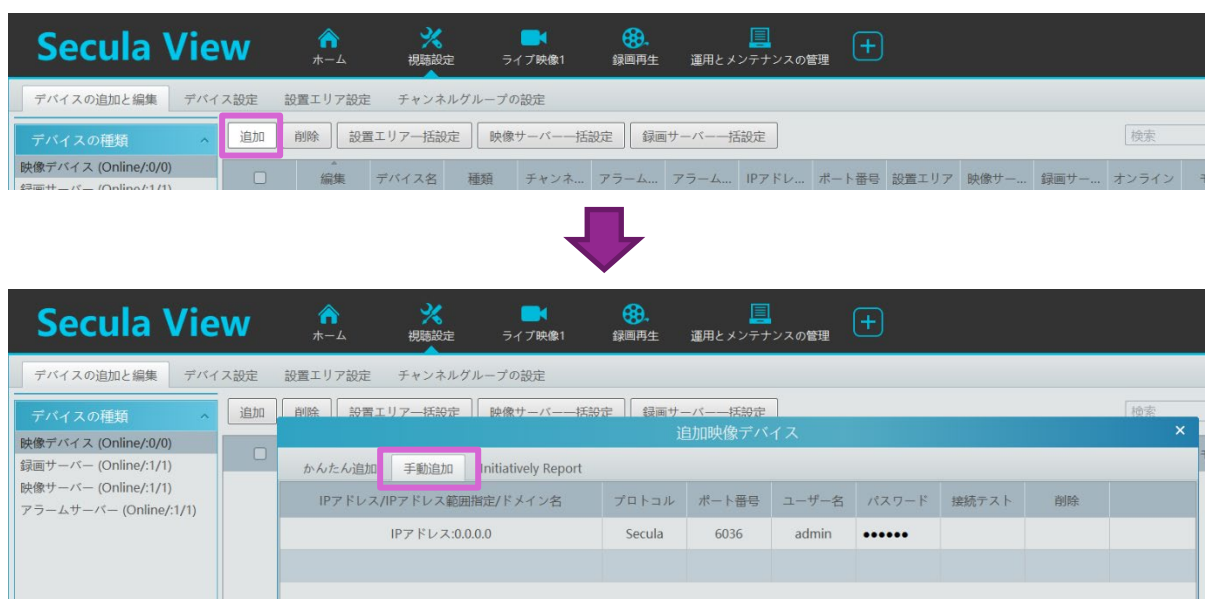 Secula View
ホーム 視聴設定 ライブ映像1 録画再生 運用とメンテナンスの管理
デバイスの追加と編集 デバイス設定 設置エリア設定 チャンネルグループの設定
デバイスの種類 追加 削除 設置エリア一括設定 映像サーバー一括設定 録画サーバー一括設定 検索
映像デバイス (Online/:0/0)
編集 デバイス名 種類 チャンネ... アラーム... アラーム... IPアドレ... ポート番号 設置エリア 映像サー... 録画サー... オンライン
録画サーバー (Online/:1/1)
Secula View
ホーム 視聴設定 ライブ映像1 録画再生 運用とメンテナンスの管理
デバイスの追加と編集 デバイス設定 設置エリア設定 チャンネルグループの設定
デバイスの種類 追加 削除 設置エリア一括設定 映像サーバー一括設定 録画サーバー一括設定 検索
映像デバイス (Online/:0/0)
録画サーバー (Online/:1/1)
映像サーバー (Online/:1/1)
アラームサーバー (Online/:1/1)
追加映像デバイス ×
かんたん追加 手動追加 Initiatively Report
IPアドレス/IPアドレス範囲指定/ドメイン名 プロトコル ポート番号 ユーザー名 パスワード 接続テスト 削除
IPアドレス:0.0.0.0 Secula 6036 admin ●●●●●●